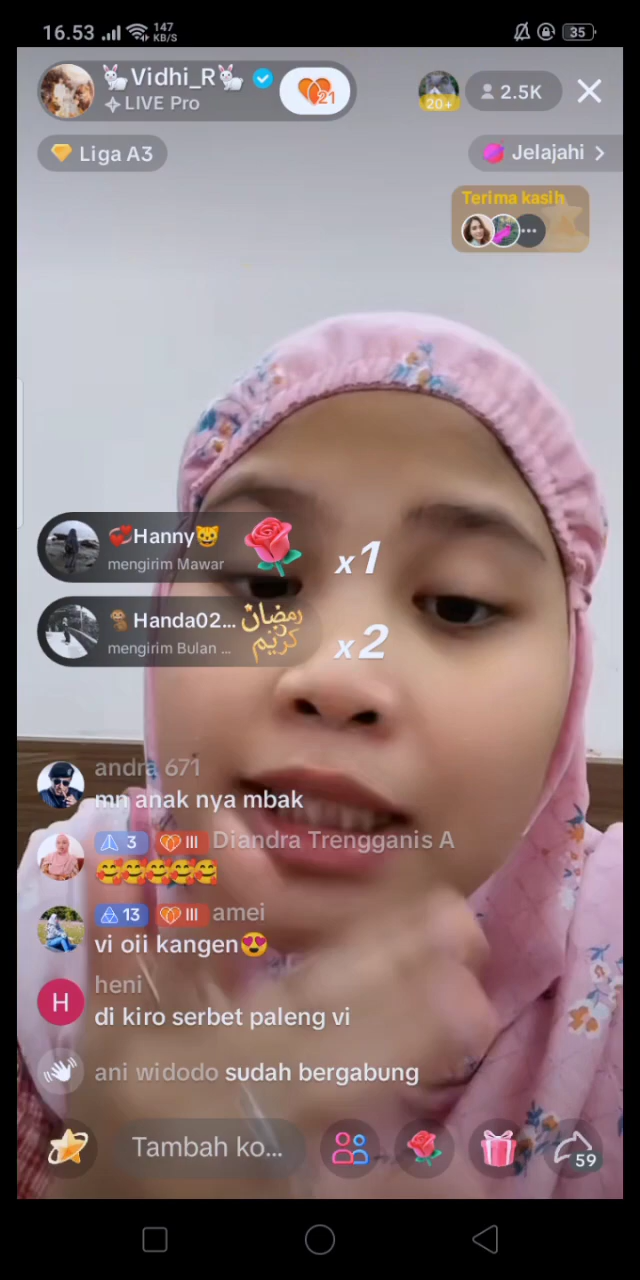 16.53
147
KB/S
35
🐇Vidhi_R🐇
LIVE Pro
21
20+
2.5K
Liga A3
Jelajahi
Terima kasih
💞Hanny😺
mengirim Mawar
x1
🐒Handa02...
mengirim Bulan ...
رمضان
كريم
x2
andra 671
mn anak nya mbak
3 III Diandra Trengganis A
🥰🥰🥰🥰🥰
13 III amei
vi oii kangen😍
H
heni
di kiro serbet paleng vi
ani widodo sudah bergabung
Tambah ko...
59